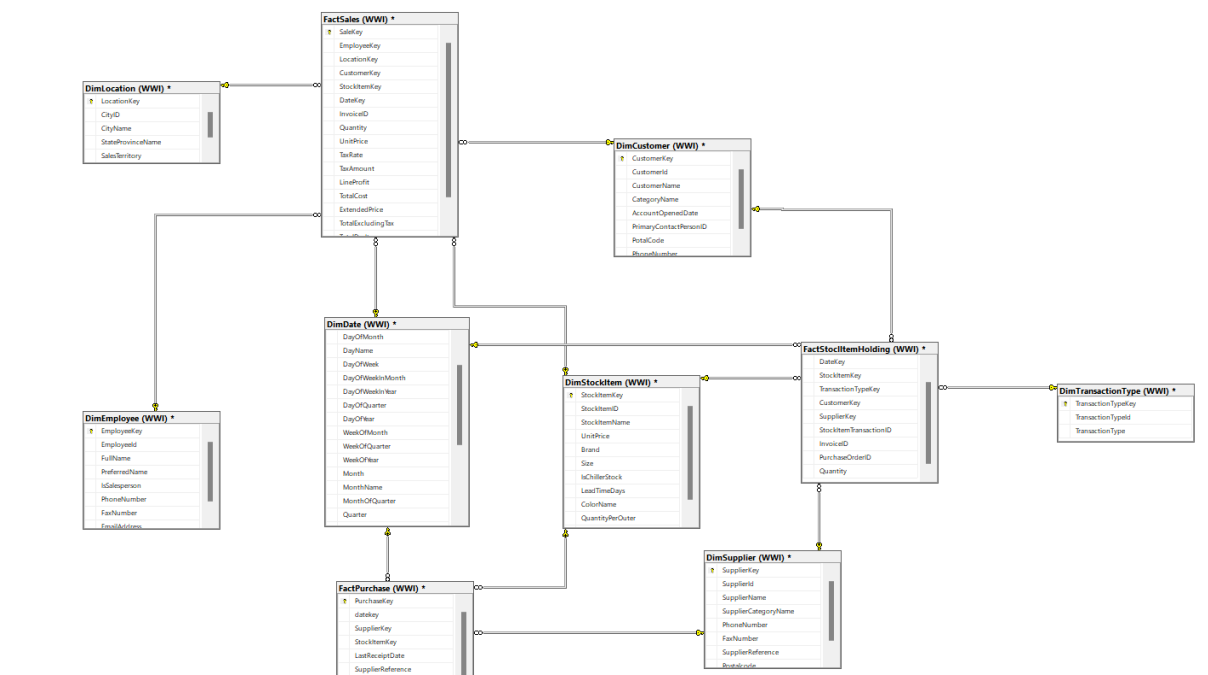 FactSales (WWI) *
SaleKey
EmployeeKey
LocationKey
CustomerKey
StockItemKey
DateKey
InvoiceID
Quantity
UnitPrice
TaxRate
TaxAmount
LineProfit
TotalCost
ExtendedPrice
TotalExcludingTax
DimLocation (WWI) *
LocationKey
CityID
CityName
StateProvinceName
SalesTerritory
DimCustomer (WWI) *
CustomerKey
CustomerId
CustomerName
CategoryName
AccountOpenedDate
PrimaryContactPersonID
PotalCode
PhoneNumber
DimDate (WWI) *
DayOfMonth
DayName
DayOfWeek
DayOfWeekInMonth
DayOfWeekInYear
DayOfQuarter
DayOfYear
WeekOfMonth
WeekOfQuarter
WeekOfYear
Month
MonthName
MonthOfQuarter
Quarter
DimStockItem (WWI) *
StockItemKey
StockItemID
StockItemName
UnitPrice
Brand
Size
IsChillerStock
LeadTimeDays
ColorName
QuantityPerOuter
FactStoclItemHolding (WWI) *
DateKey
StockItemKey
TransactionTypeKey
CustomerKey
SupplierKey
StockItemTransactionID
InvoiceID
PurchaseOrderID
Quantity
DimTransactionType (WWI) *
TransactionTypeKey
TransactionTypeId
TransactionType
DimEmployee (WWI) *
EmployeeKey
EmployeeId
FullName
PreferredName
IsSalesperson
PhoneNumber
FaxNumber
EmailAddress
DimSupplier (WWI) *
SupplierKey
SupplierId
SupplierName
SupplierCategoryName
PhoneNumber
FaxNumber
SupplierReference
Postalcode
FactPurchase (WWI) *
PurchaseKey
datekey
SupplierKey
StockItemKey
LastReceiptDate
SupplierReference